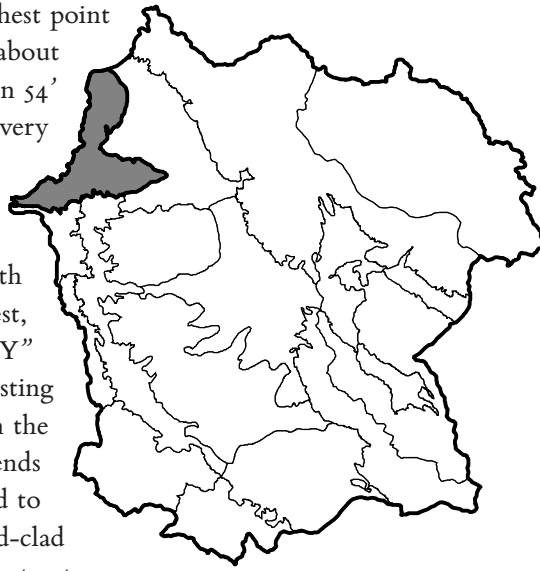 hest point
about
n 54′
very
th
est,
Y”
sting
n the
ends
d to
d-clad